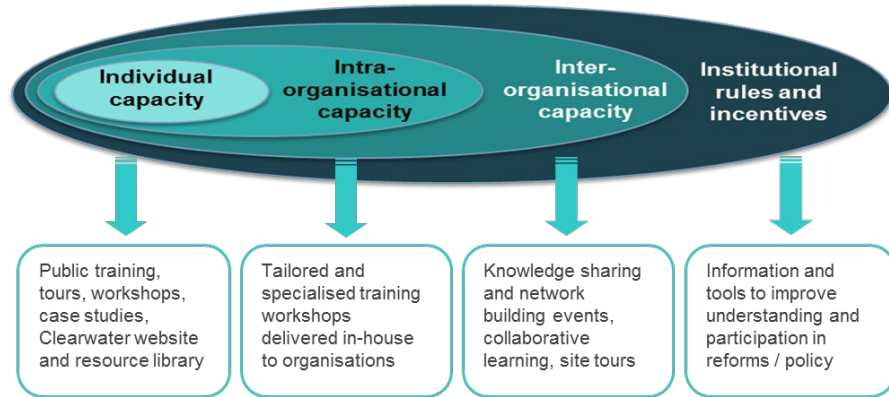 Individual
capacity
Intra-
organisational
capacity
Inter-
organisational
capacity
Institutional
rules and
incentives
Public training,
tours, workshops,
case studies,
Clearwater website
and resource library
Tailored and
specialised training
workshops
delivered in-house
to organisations
Knowledge sharing
and network
building events,
collaborative
learning, site tours
Information and
tools to improve
understanding and
participation in
reforms / policy